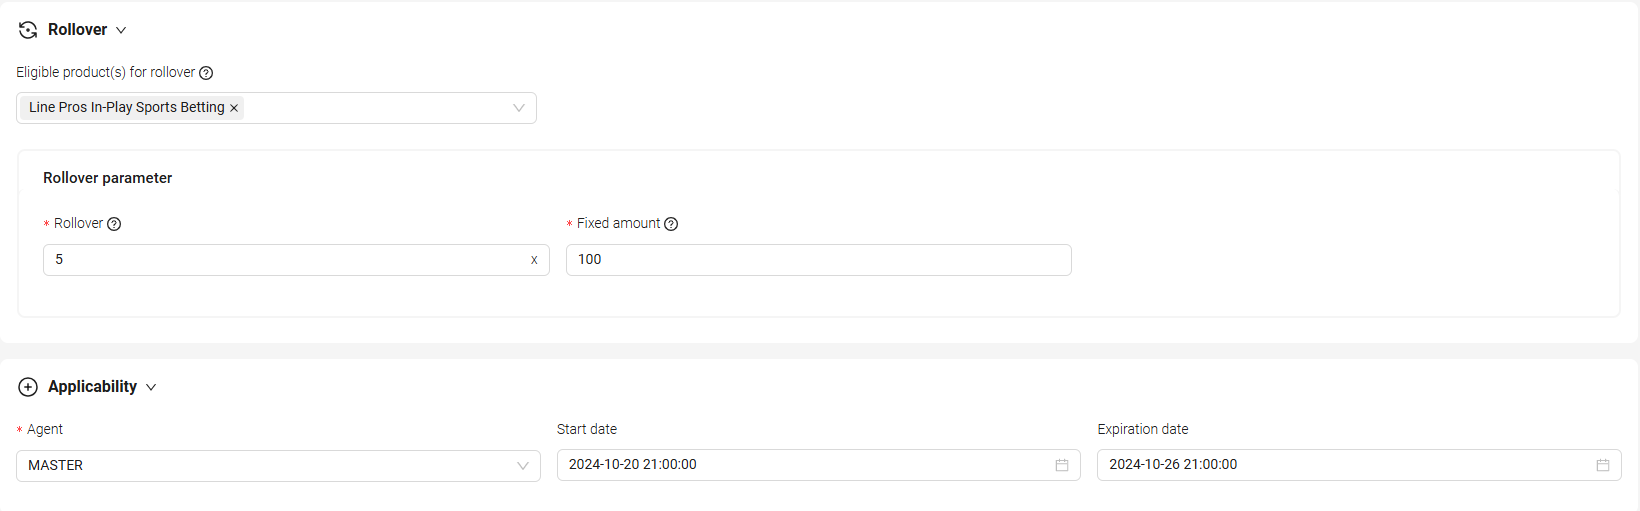 Rollover
Eligible product(s) for rollover
Line Pros In-Play Sports Betting
Rollover parameter
* Rollover * Fixed amount
5 x 100
Applicability
* Agent Start date Expiration date
MASTER 2024-10-20 21:00:00 2024-10-26 21:00:00